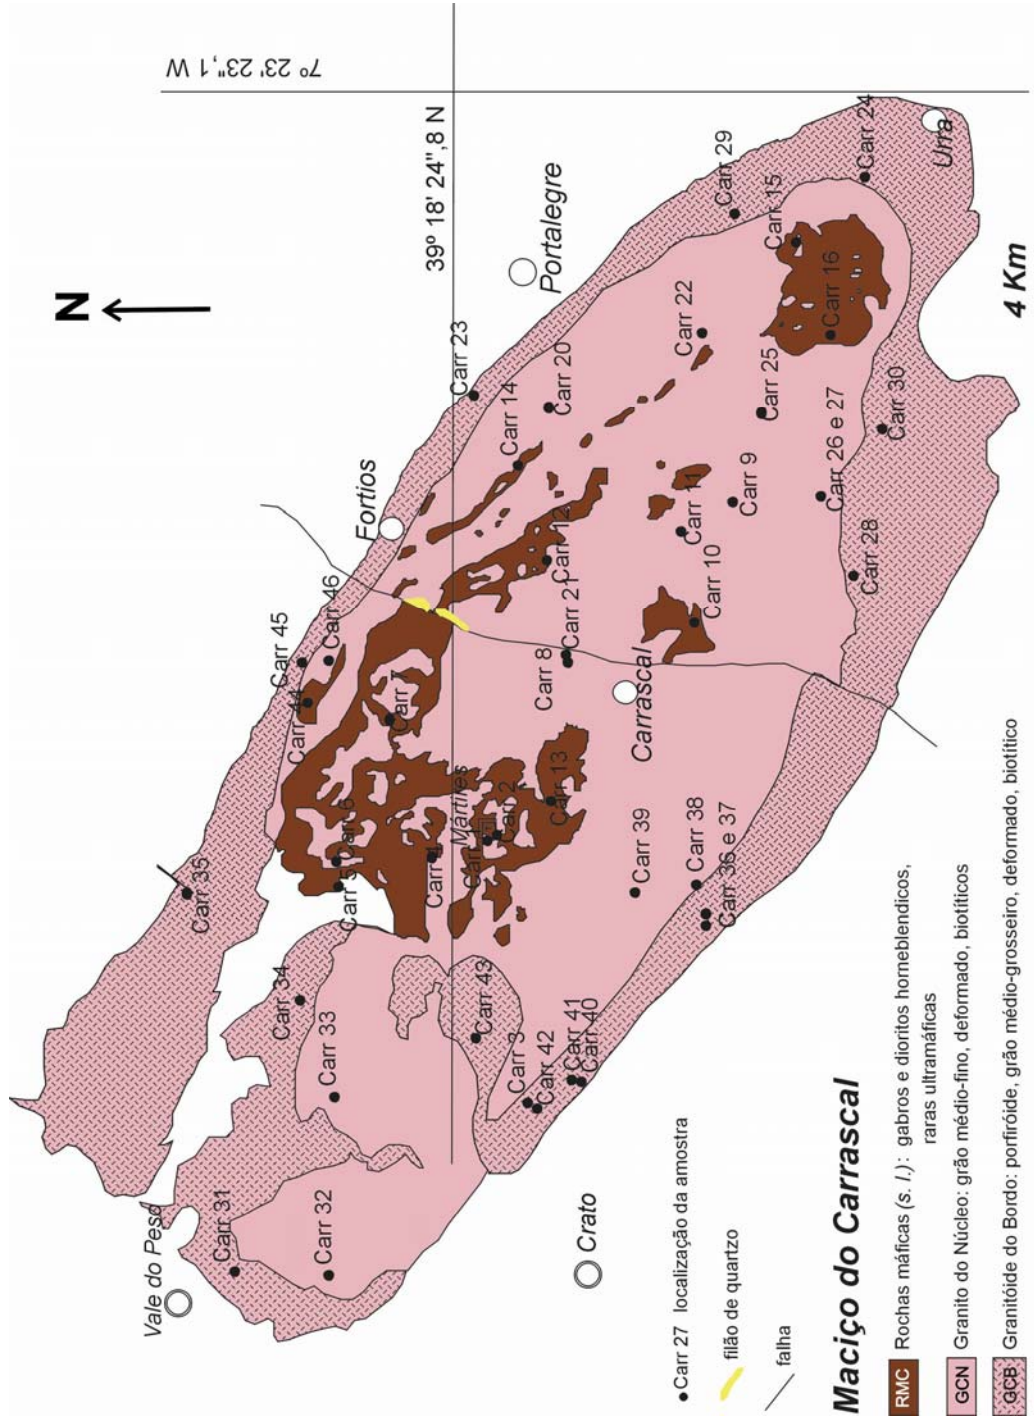 N
7º 23' 23",1 W
39º 18' 24",8 N
Vale do Peso
Carr 31
Carr 32
Carr 35
Carr 34
Carr 33
Carr 45
Carr 46
Carr 44
Fortios
Carr 23
Carr 5
Carr 6
Carr 7
Carr 4
Mártires
Carr 1
Carr 2
Carr 14
Carr 20
Portalegre
Carr 43
Carr 3
Carr 42
Carr 41
Carr 40
Carr 13
Carr 8
Carr 21
Carr 12
Carr 22
Carr 29
Crato
Carr 39
Carrascal
Carr 10
Carr 11
Carr 9
Carr 25
Carr 15
Carr 16
Carr 24
Urra
Carr 38
Carr 36 e 37
Carr 28
Carr 26 e 27
Carr 30
4 Km
Carr 27 localização da amostra
filão de quartzo
falha
Maciço do Carrascal
RMC Rochas máficas (s. l.): gabros e dioritos horneblendicos,
raras ultramáficas
GCN Granito do Núcleo: grão médio-fino, deformado, biotíticos
GCB Granitóide do Bordo: porfiróide, grão médio-grosseiro, deformado, biotítico